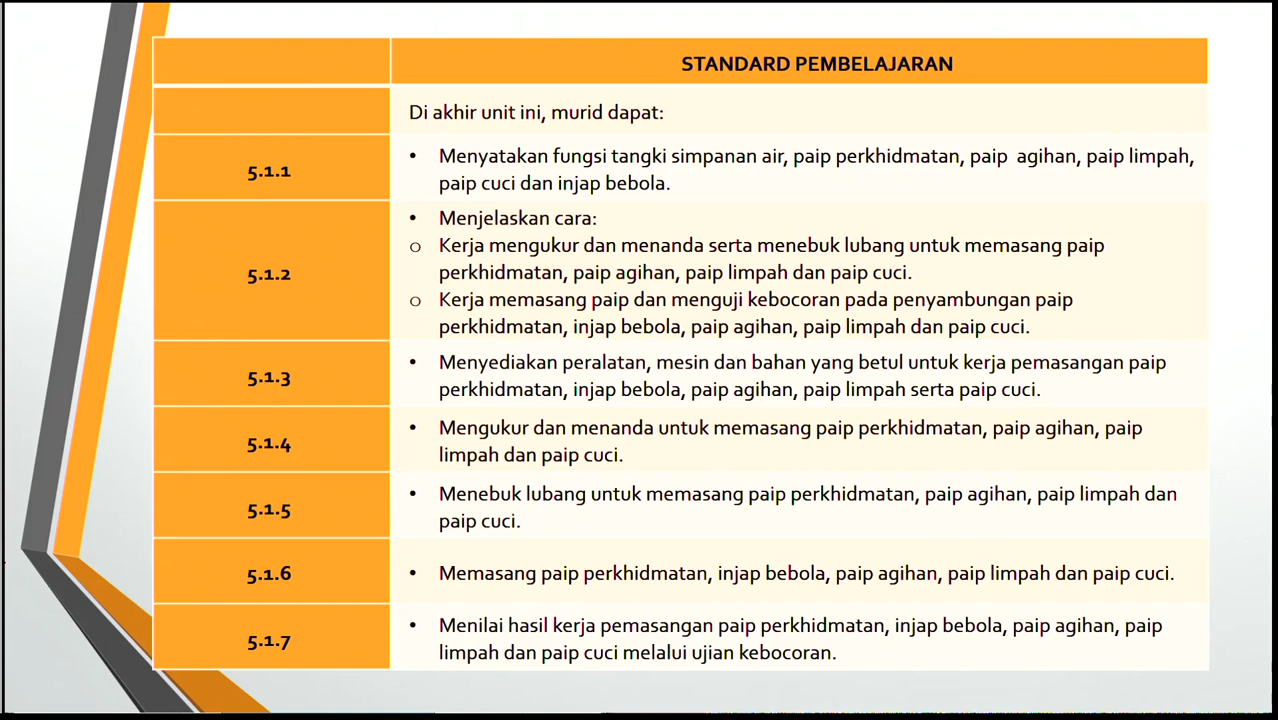 STANDARD PEMBELAJARAN
Di akhir unit ini, murid dapat:
5.1.1
• Menyatakan fungsi tangki simpanan air, paip perkhidmatan, paip agihan, paip limpah,
paip cuci dan injap bebola.
5.1.2
• Menjelaskan cara:
o Kerja mengukur dan menanda serta menebuk lubang untuk memasang paip
perkhidmatan, paip agihan, paip limpah dan paip cuci.
o Kerja memasang paip dan menguji kebocoran pada penyambungan paip
perkhidmatan, injap bebola, paip agihan, paip limpah dan paip cuci.
5.1.3
• Menyediakan peralatan, mesin dan bahan yang betul untuk kerja pemasangan paip
perkhidmatan, injap bebola, paip agihan, paip limpah serta paip cuci.
5.1.4
• Mengukur dan menanda untuk memasang paip perkhidmatan, paip agihan, paip
limpah dan paip cuci.
5.1.5
• Menebuk lubang untuk memasang paip perkhidmatan, paip agihan, paip limpah dan
paip cuci.
5.1.6
• Memasang paip perkhidmatan, injap bebola, paip agihan, paip limpah dan paip cuci.
5.1.7
• Menilai hasil kerja pemasangan paip perkhidmatan, injap bebola, paip agihan, paip
limpah dan paip cuci melalui ujian kebocoran.